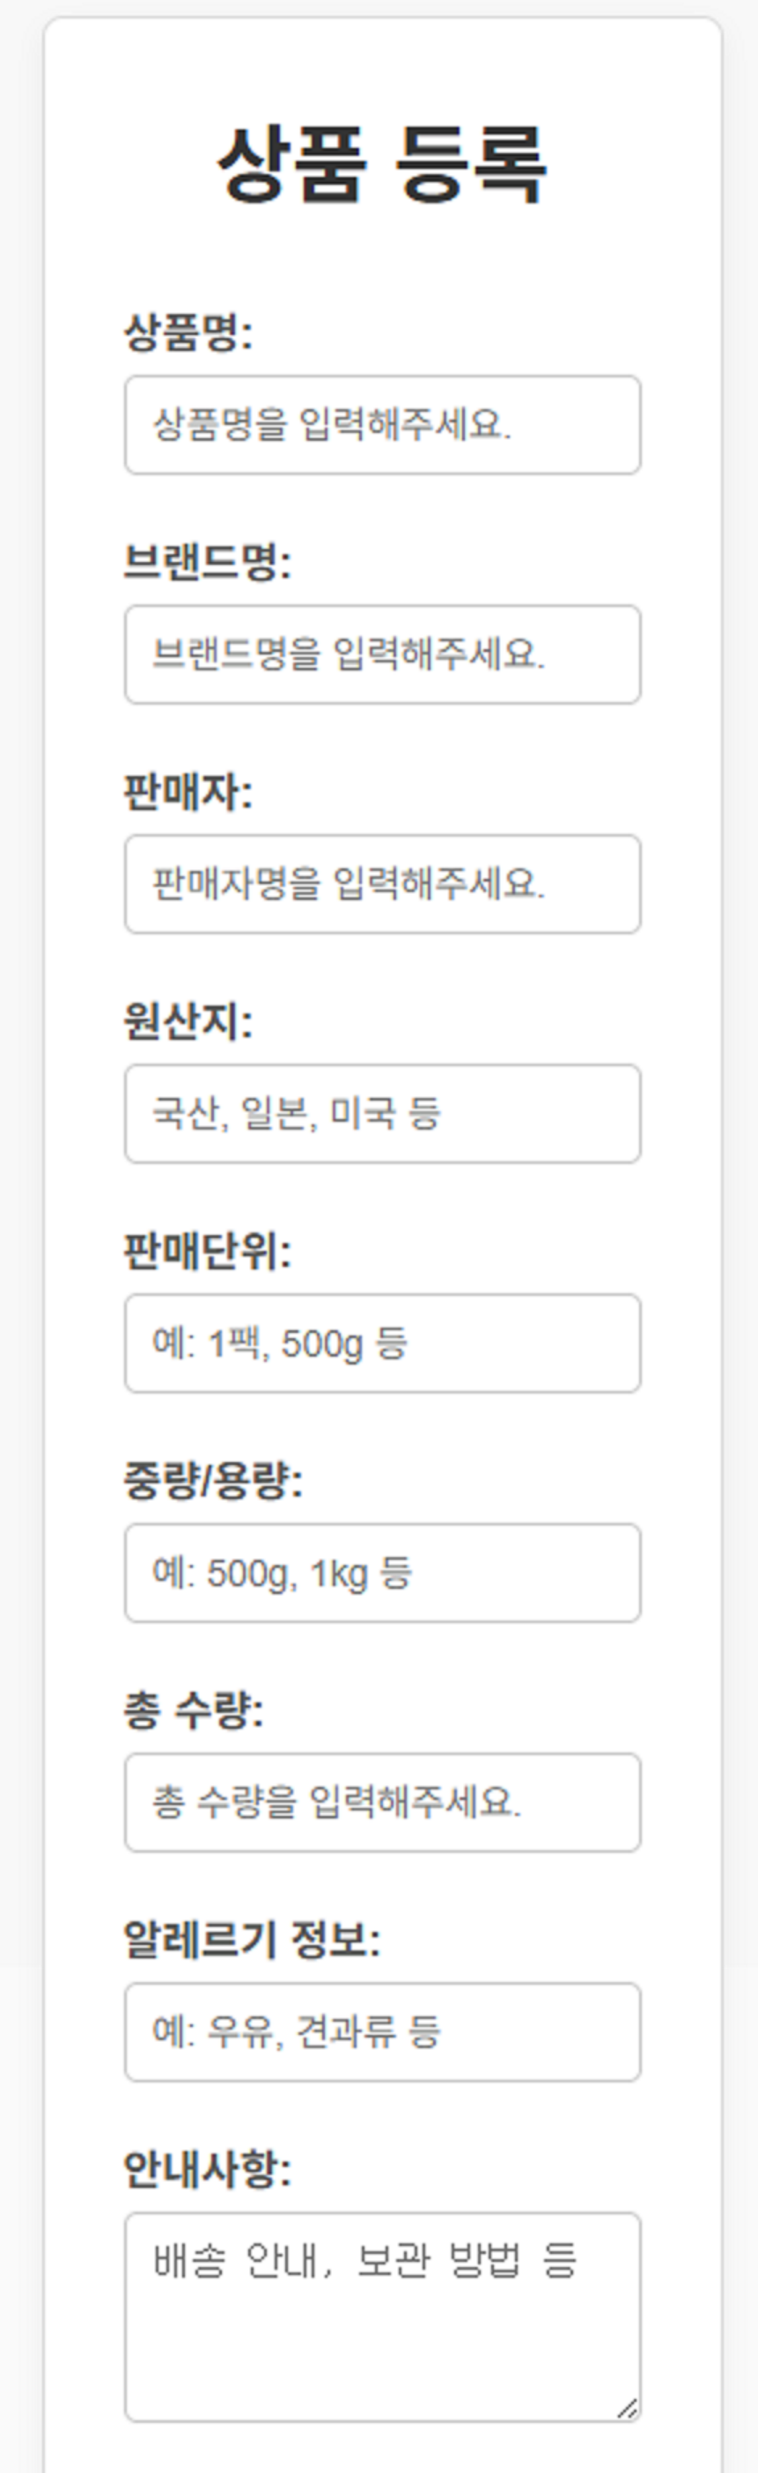 상품 등록
상품명:
상품명을 입력해주세요.
브랜드명:
브랜드명을 입력해주세요.
판매자:
판매자명을 입력해주세요.
원산지:
국산, 일본, 미국 등
판매단위:
예: 1팩, 500g 등
중량/용량:
예: 500g, 1kg 등
총 수량:
총 수량을 입력해주세요.
알레르기 정보:
예: 우유, 견과류 등
안내사항:
배송 안내, 보관 방법 등